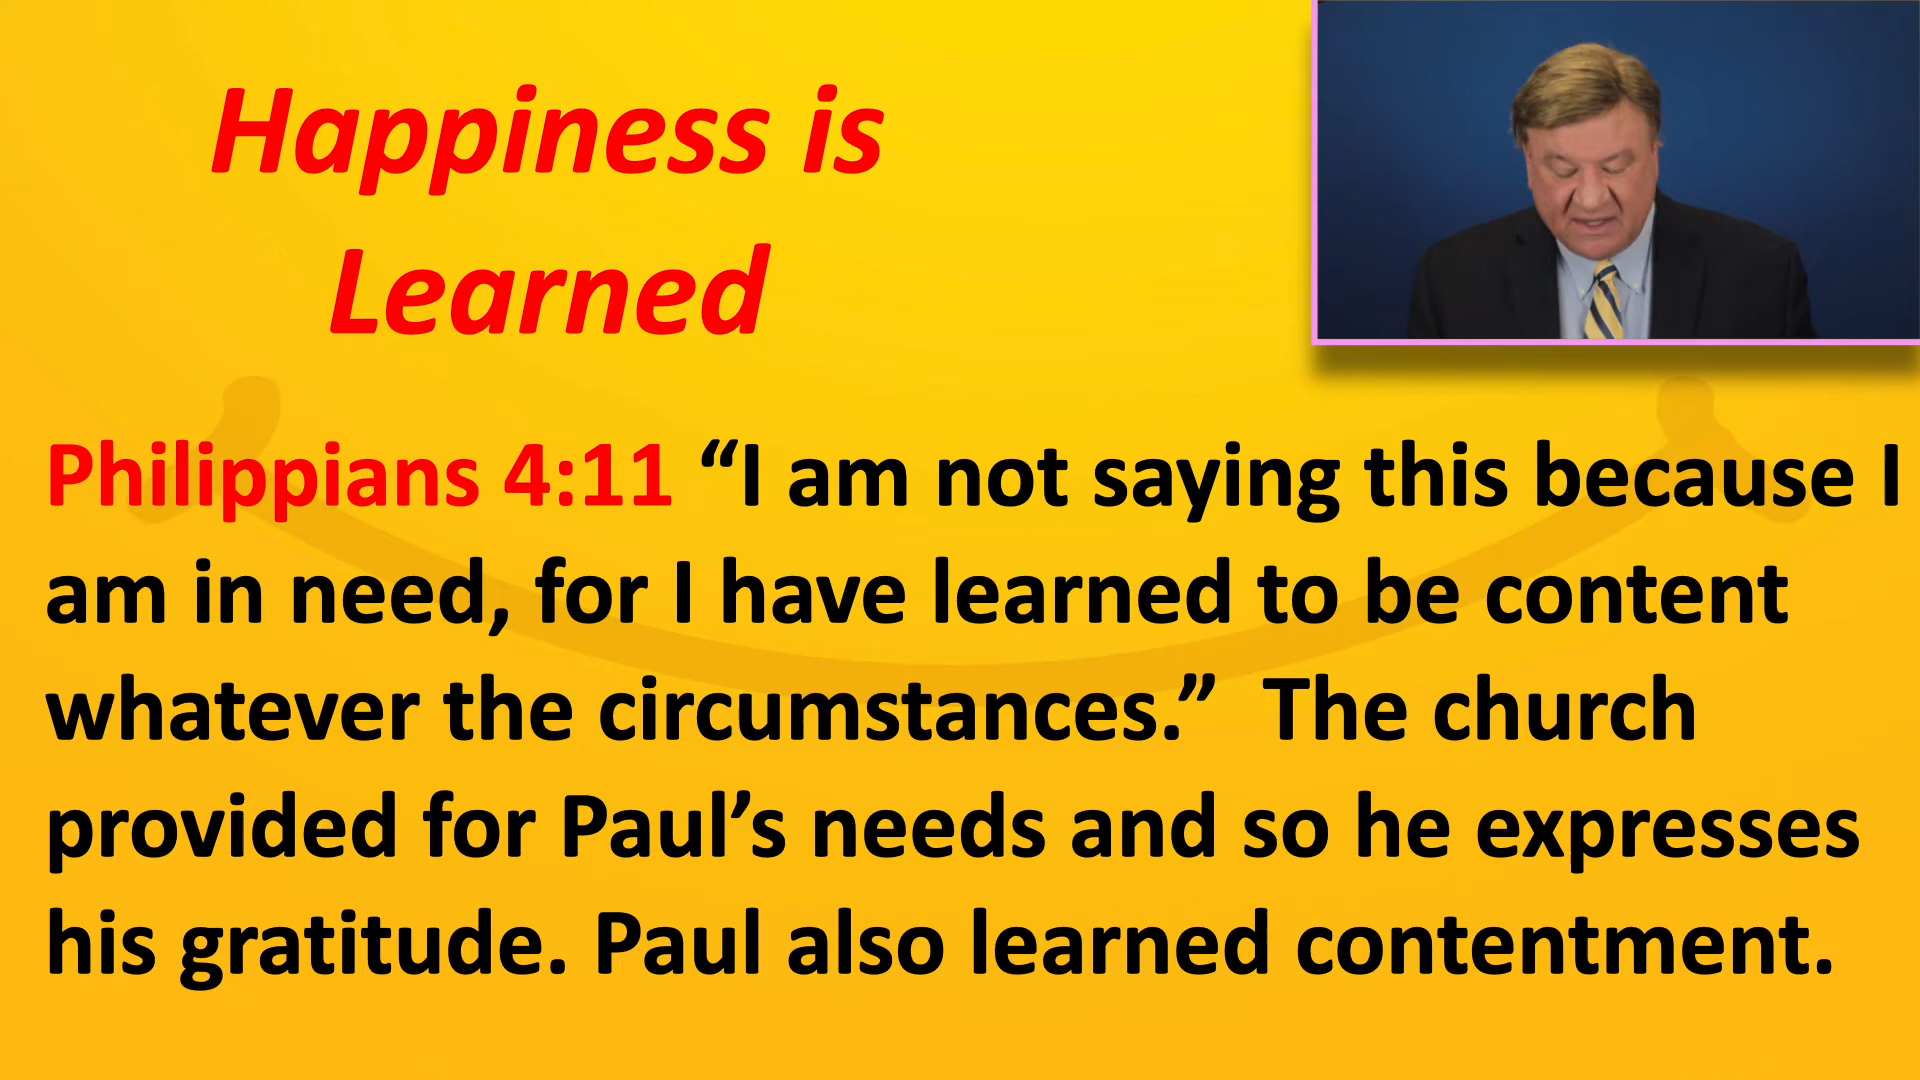 Happiness is
Learned
Philippians 4:11 “I am not saying this because I
am in need, for I have learned to be content
whatever the circumstances.”  The church
provided for Paul’s needs and so he expresses
his gratitude. Paul also learned contentment.